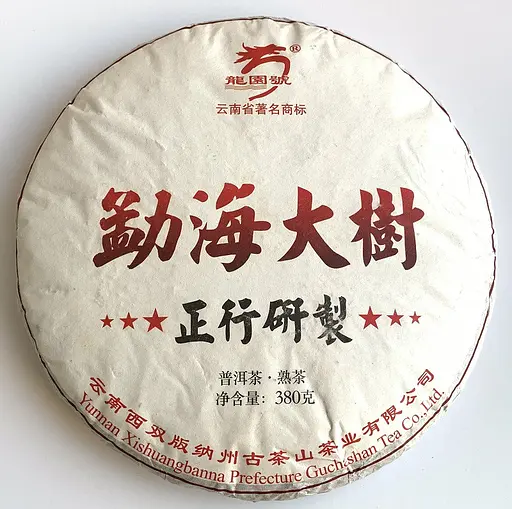 龍園號®
云南省著名商标
勐海大樹
★★★正行研製★★★
普洱茶·熟茶
净含量：380克
云南西双版纳州古茶山茶业有限公司
Yunnan Xishuangbanna Prefecture Guchashan Tea Co.,Ltd.